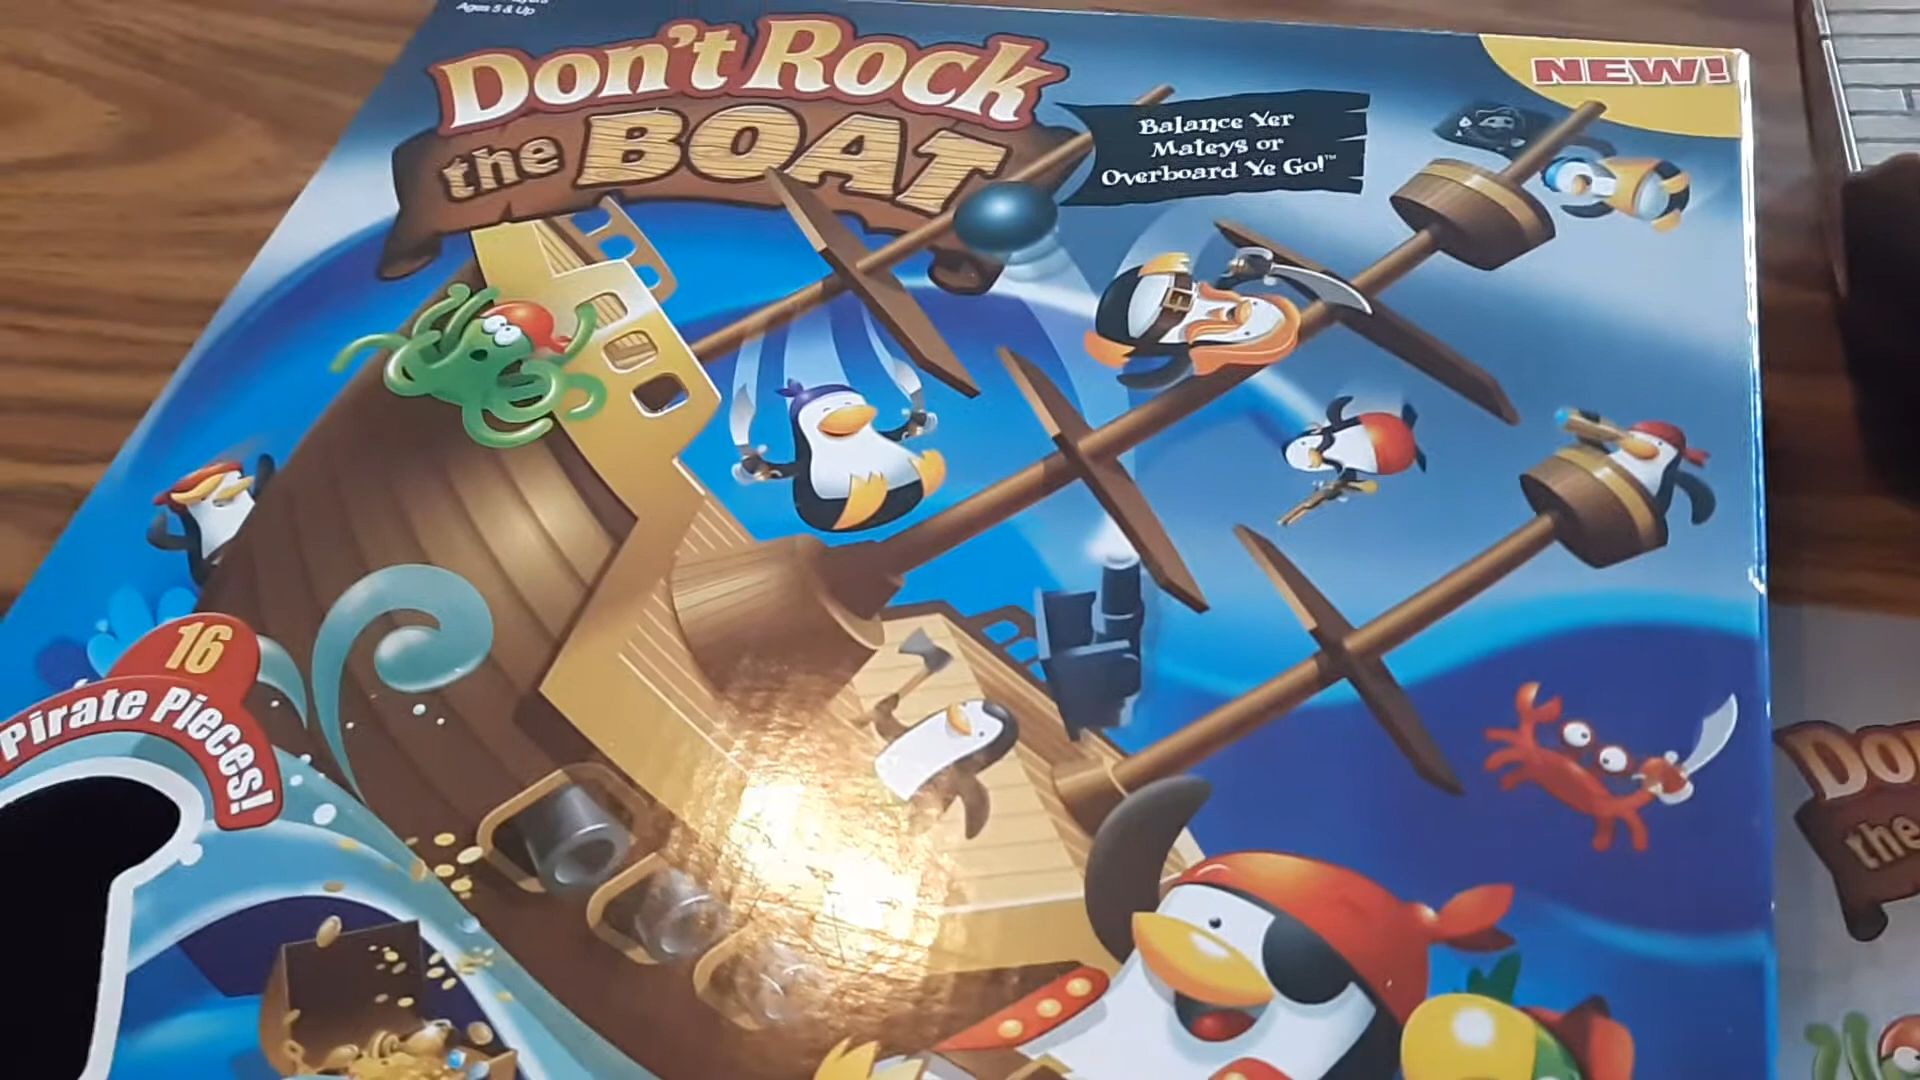 Ages 5 & Up
Don't Rock
the BOAT
Balance Yer
Mateys or
Overboard Ye Go!™
NEW!
16
Pirate Pieces!
the